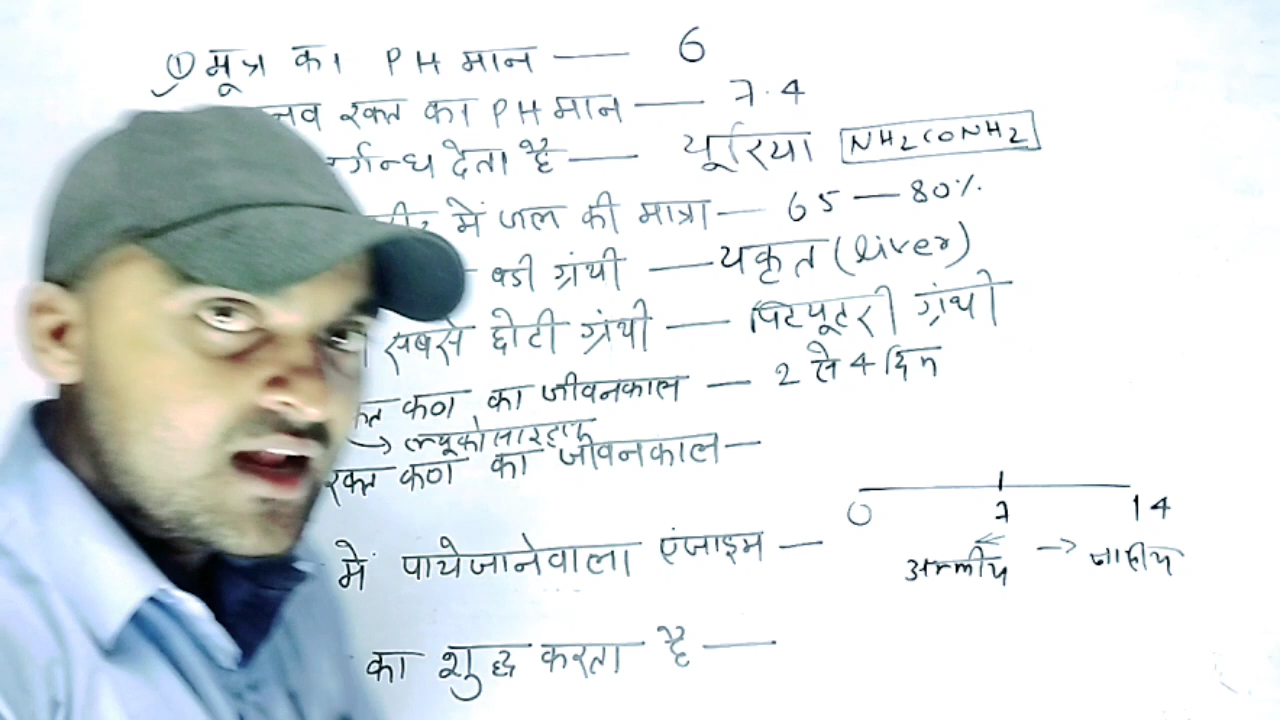 ① मूत्र का PH मान — 6
नव रक्त का PH मान — 7.4
र्गन्ध देता है — यूरिया NH2CONH2
में जल की मात्रा — 65 — 80%.
बडी ग्रंथी — यकृत (liver)
सबसे छोटी ग्रंथी — पिटयूटरी ग्रंथी
क्त कण का जीवनकाल — 2 से 4 दिन
→ ल्यूकोसाइट्स
रक्त कण का जीवनकाल —
0 7 14
में पायेजानेवाला एंजाइम —
← अम्लीय →
का शुद्ध करता है —